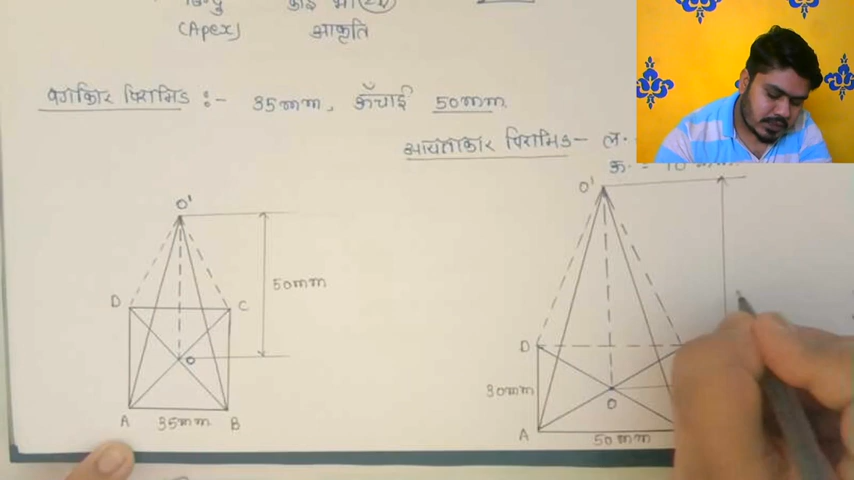 (Apex) आकृति
वर्गाकार पिरामिड :- 35mm, ऊँचाई 50mm.
आयताकार पिरामिड - ल.
ऊ. =
O'
O'
50mm
D
C
D
O
30mm
O
A
35mm
B
A
50mm